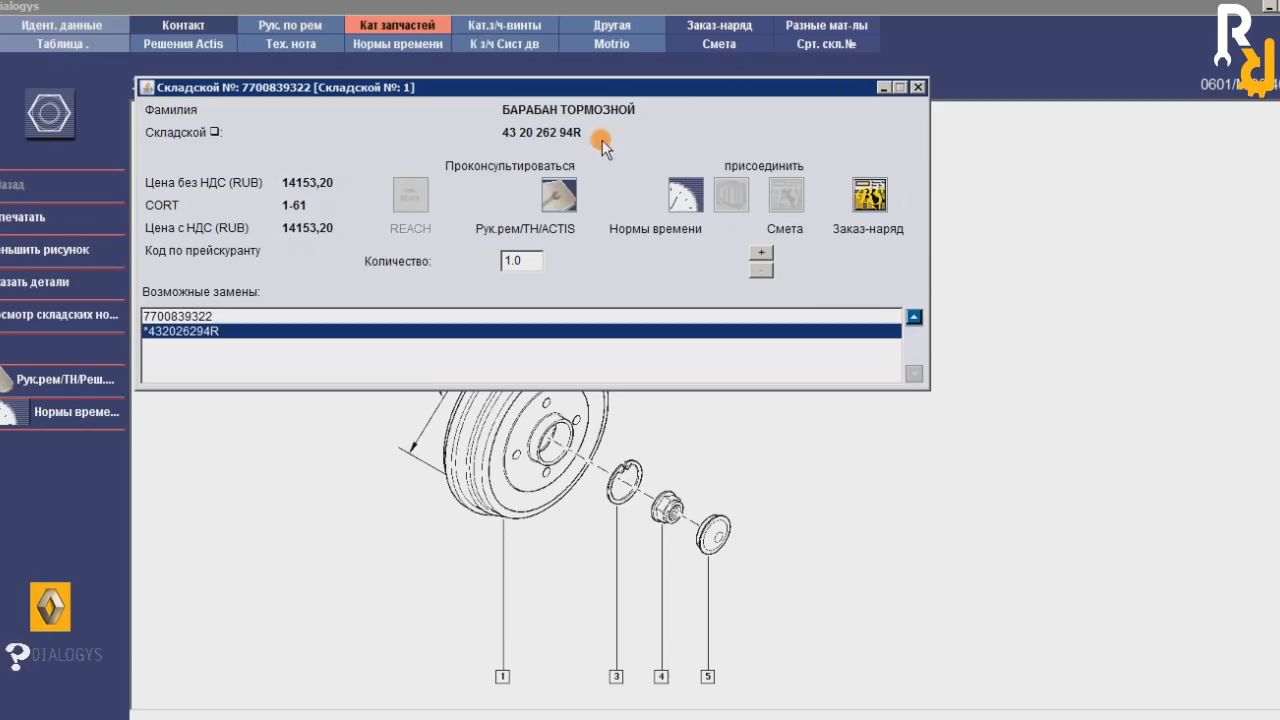 ialogys
Идент. данные
Контакт
Рук. по рем
Кат запчастей
Кат.з/ч-винты
Другая
Заказ-наряд
Разные мат-лы
Таблица .
Решения Actis
Тех. нота
Нормы времени
К з/ч Сист дв
Motrio
Смета
Срт. скл.№
Складской №: 7700839322 [Складской №: 1]
Фамилия
БАРАБАН ТОРМОЗНОЙ
Складской ❑:
43 20 262 94R
Проконсультироваться
присоединить
Цена без НДС (RUB)
14153,20
CORT
1-61
Цена с НДС (RUB)
14153,20
REACH
Рук.рем/ТН/ACTIS
Нормы времени
Смета
Заказ-наряд
Код по прейскуранту
Количество:
1.0
+
-
Возможные замены:
7700839322
*432026294R
азад
печатать
еньшить рисунок
азать детали
осмотр складских но...
Рук.рем/ТН/Реш....
Нормы време...
DIALOGYS
1
3
4
5